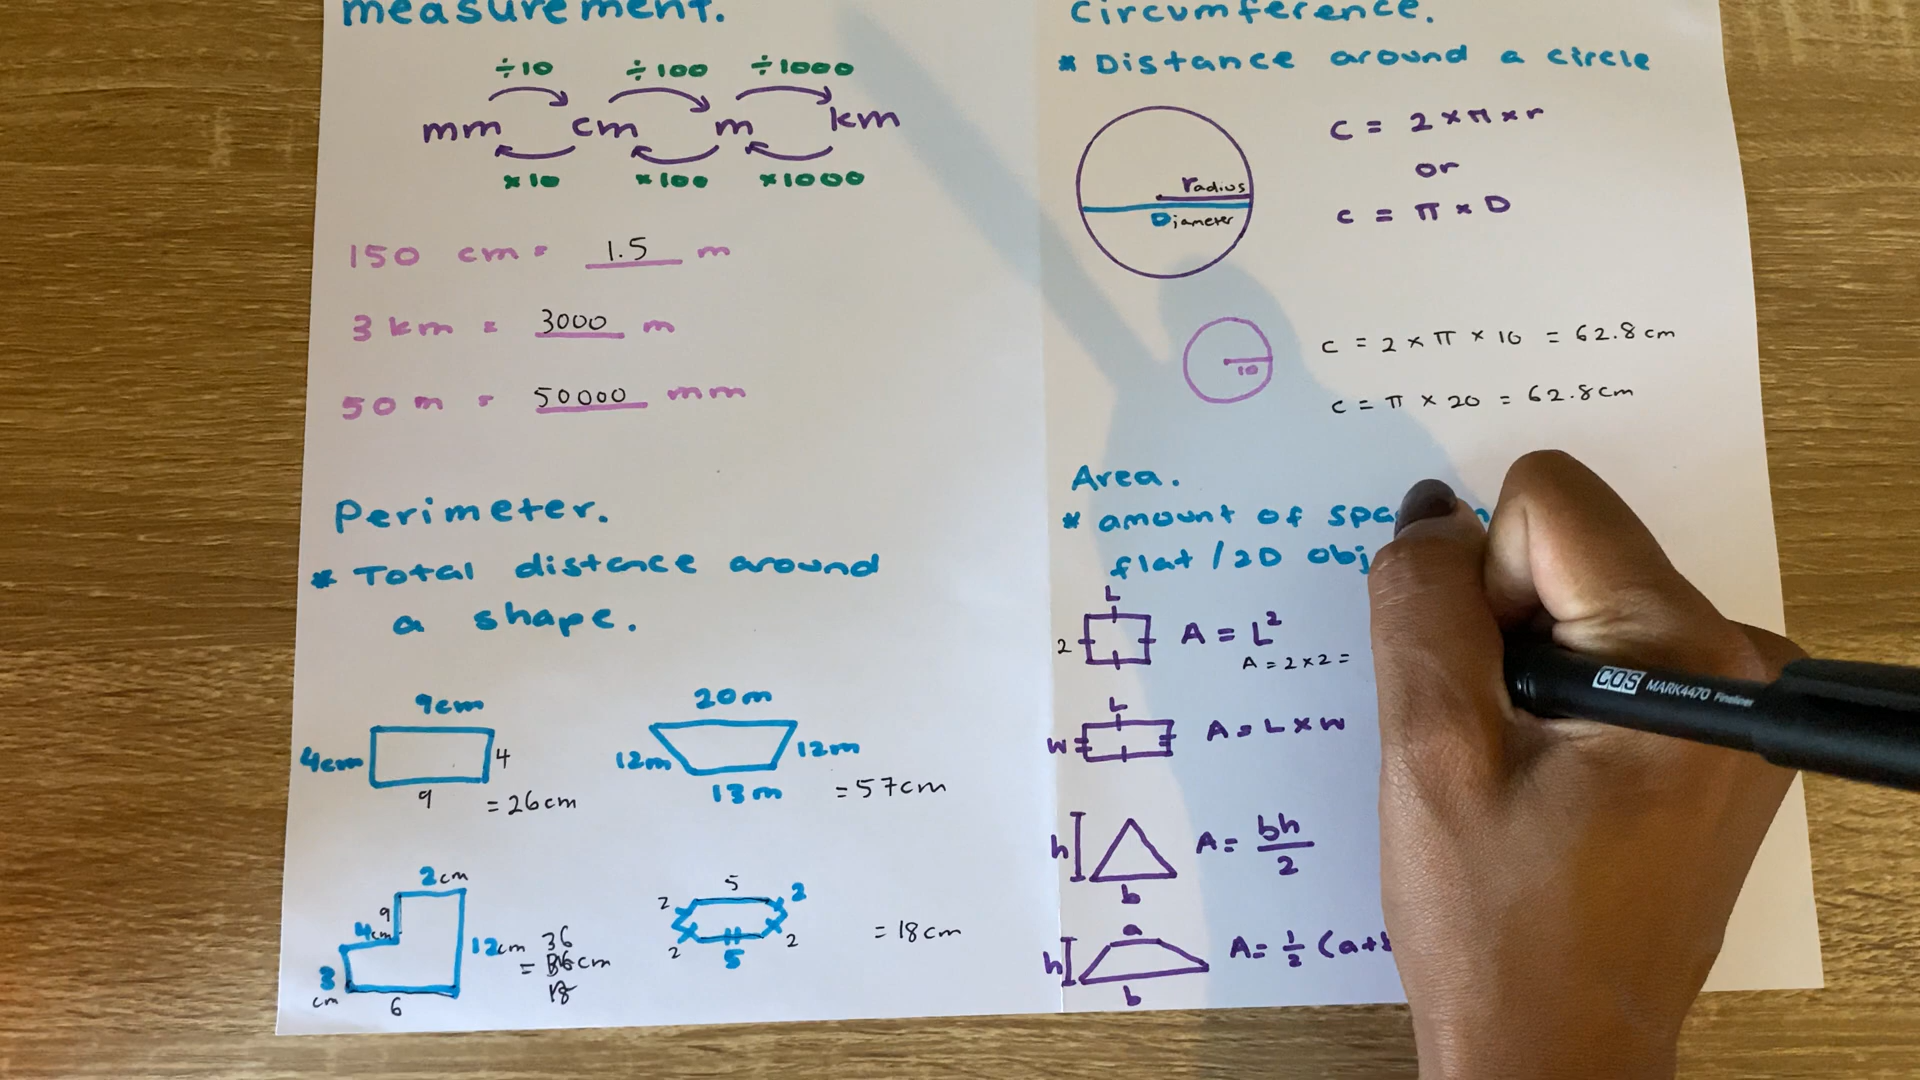 measurement.
÷10 ÷100 ÷1000
mm cm m km
×10 ×100 ×1000
150 cm = 1.5 m
3 km = 3000 m
50 m = 50000 mm
Perimeter.
* Total distance around
a shape.
9cm
4cm 4
9
= 26cm
20m
12m 12m
13m
= 57cm
2cm
9
4cm
12cm
3
cm
6
36
= cm
18
5
2 2
2 2
5
= 18cm
Circumference.
* Distance around a circle
radius
Diameter
C = 2 × π × r
or
C = π × D
10
C = 2 × π × 10 = 62.8 cm
C = π × 20 = 62.8cm
Area.
* amount of
flat / 2D
L
2
A = L²
A = 2 × 2 =
L
W
A = L × W
h
b
A = bh
2
a
h
b
A = 1/2 (a+
COS MARK4470 Fineliner